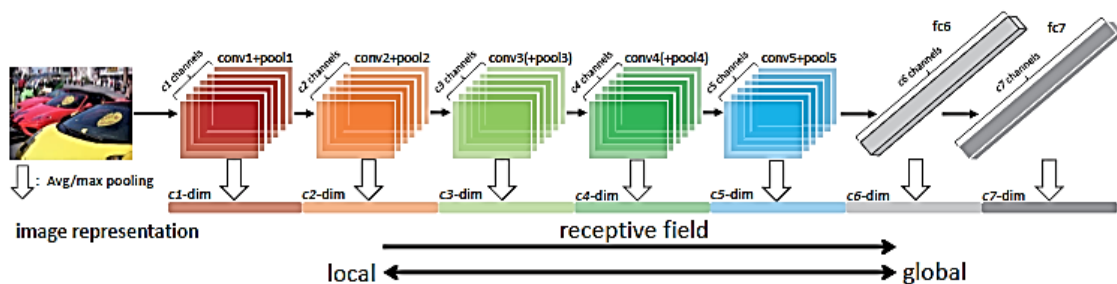 fc6
fc7
conv1+pool1
conv2+pool2
conv3(+pool3)
conv4(+pool4)
conv5+pool5
c1 channels
c2 channels
c3 channels
c4 channels
c5 channels
c6 channels
c7 channels
: Avg/max pooling
c1-dim
c2-dim
c3-dim
c4-dim
c5-dim
c6-dim
c7-dim
image representation
receptive field
local
global